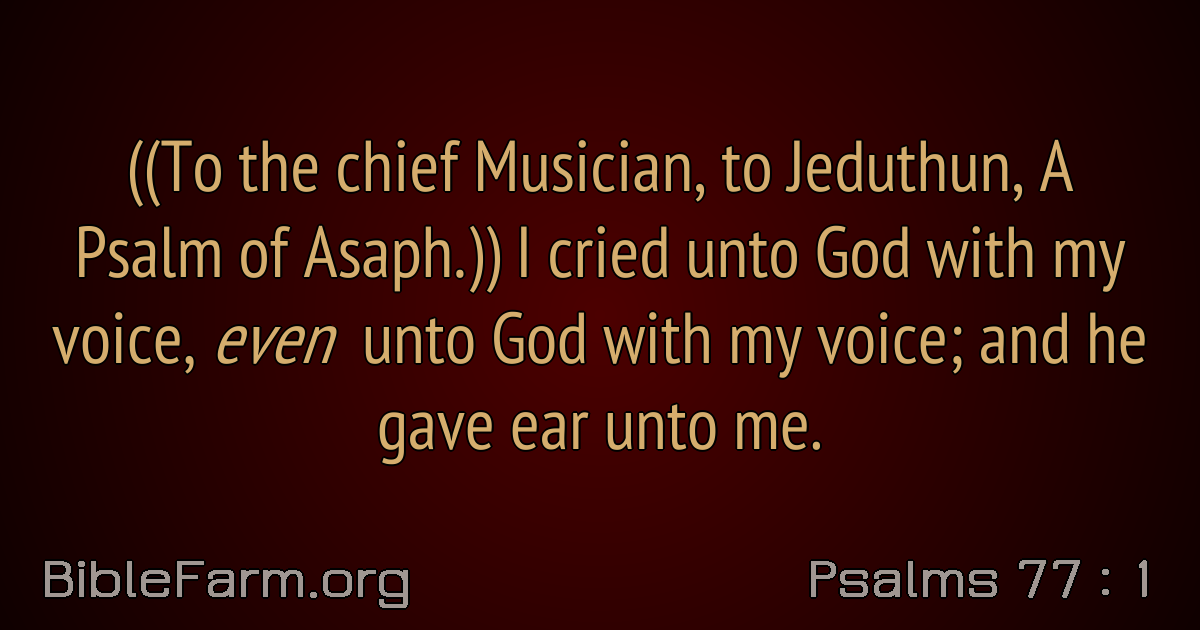 ((To the chief Musician, to Jeduthun, A
Psalm of Asaph.)) I cried unto God with my
voice, even unto God with my voice; and he
gave ear unto me.
BibleFarm.org
Psalms 77 : 1